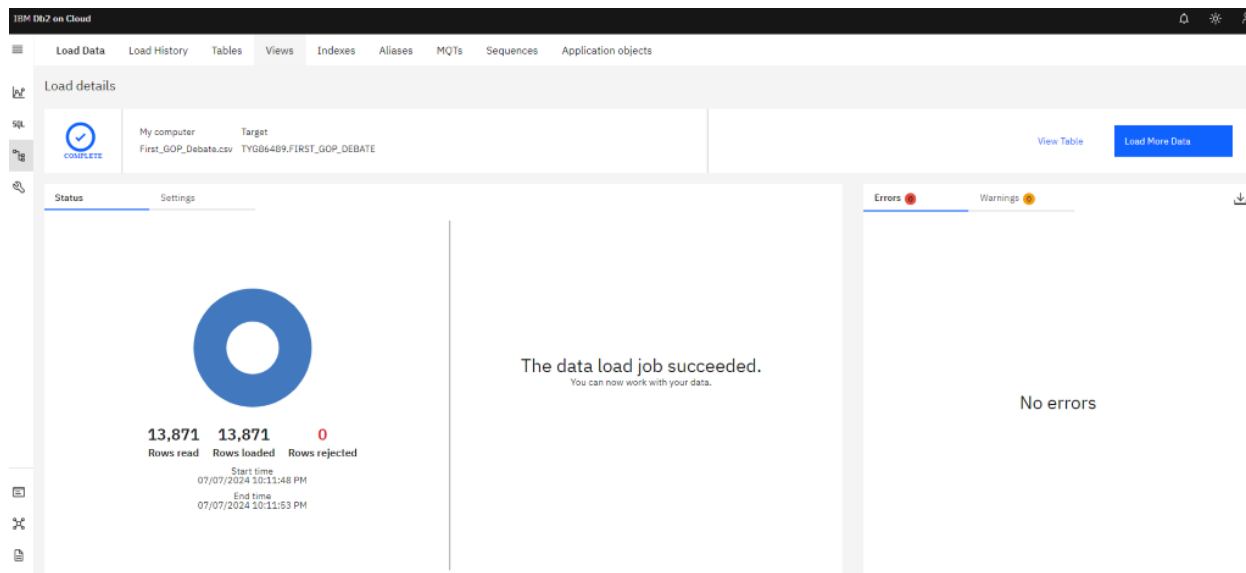 IBM Db2 on Cloud
Load Data Load History Tables Views Indexes Aliases MQTs Sequences Application objects
Load details
SQL
COMPLETE
My computer Target
First_GOP_Debate.csv TYG86489.FIRST_GOP_DEBATE
View Table
Load More Data
Status Settings
Errors 0 Warnings 0
The data load job succeeded.
You can now work with your data.
No errors
13,871 13,871 0
Rows read Rows loaded Rows rejected
Start time
07/07/2024 10:11:48 PM
End time
07/07/2024 10:11:53 PM